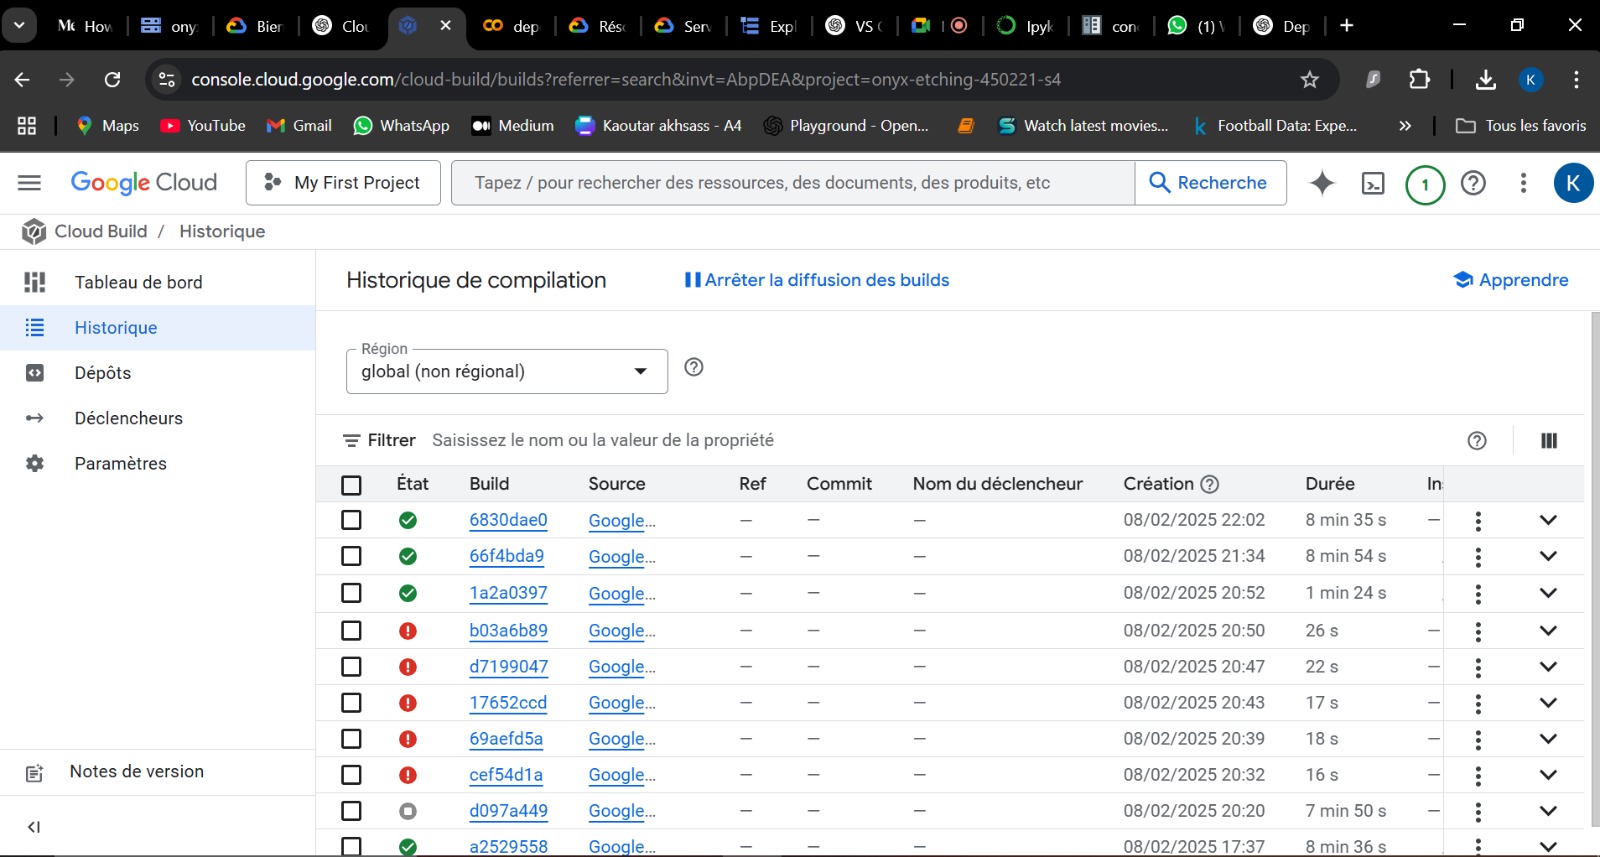 Hov
ony
Bier
Clou
dep
Rés
Serv
Expl
VS C
Ipyk
con
(1) V
Dep
console.cloud.google.com/cloud-build/builds?referrer=search&invt=AbpDEA&project=onyx-etching-450221-s4
K
Maps
YouTube
Gmail
WhatsApp
Medium
Kaoutar akhsass - A4
Playground - Open...
Watch latest movies...
Football Data: Expe...
Tous les favoris
Google Cloud
My First Project
Tapez / pour rechercher des ressources, des documents, des produits, etc
Recherche
1
K
Cloud Build / Historique
Tableau de bord
Historique
Dépôts
Déclencheurs
Paramètres
Notes de version
Historique de compilation
Arrêter la diffusion des builds
Apprendre
Région
global (non régional)
Filtrer Saisissez le nom ou la valeur de la propriété
État Build Source Ref Commit Nom du déclencheur Création Durée In
6830dae0 Google... — — — 08/02/2025 22:02 8 min 35 s —
66f4bda9 Google... — — — 08/02/2025 21:34 8 min 54 s
1a2a0397 Google... — — — 08/02/2025 20:52 1 min 24 s
b03a6b89 Google... — — — 08/02/2025 20:50 26 s —
d7199047 Google... — — — 08/02/2025 20:47 22 s —
17652ccd Google... — — — 08/02/2025 20:43 17 s —
69aefd5a Google... — — — 08/02/2025 20:39 18 s —
cef54d1a Google... — — — 08/02/2025 20:32 16 s —
d097a449 Google... — — — 08/02/2025 20:20 7 min 50 s —
a2529558 Google... — — — 08/02/2025 17:37 8 min 36 s —